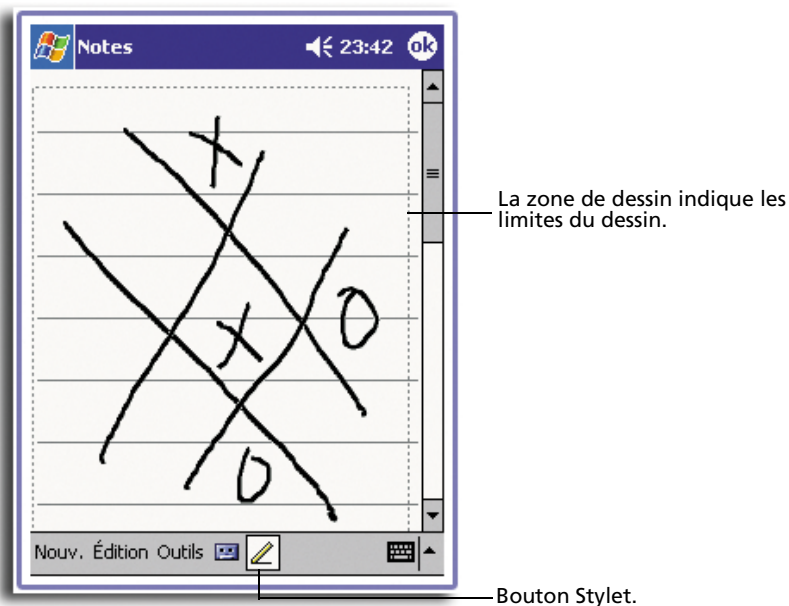 Notes 23:42 ok
X
X O
O
La zone de dessin indique les
limites du dessin.
Nouv. Édition Outils
Bouton Stylet.